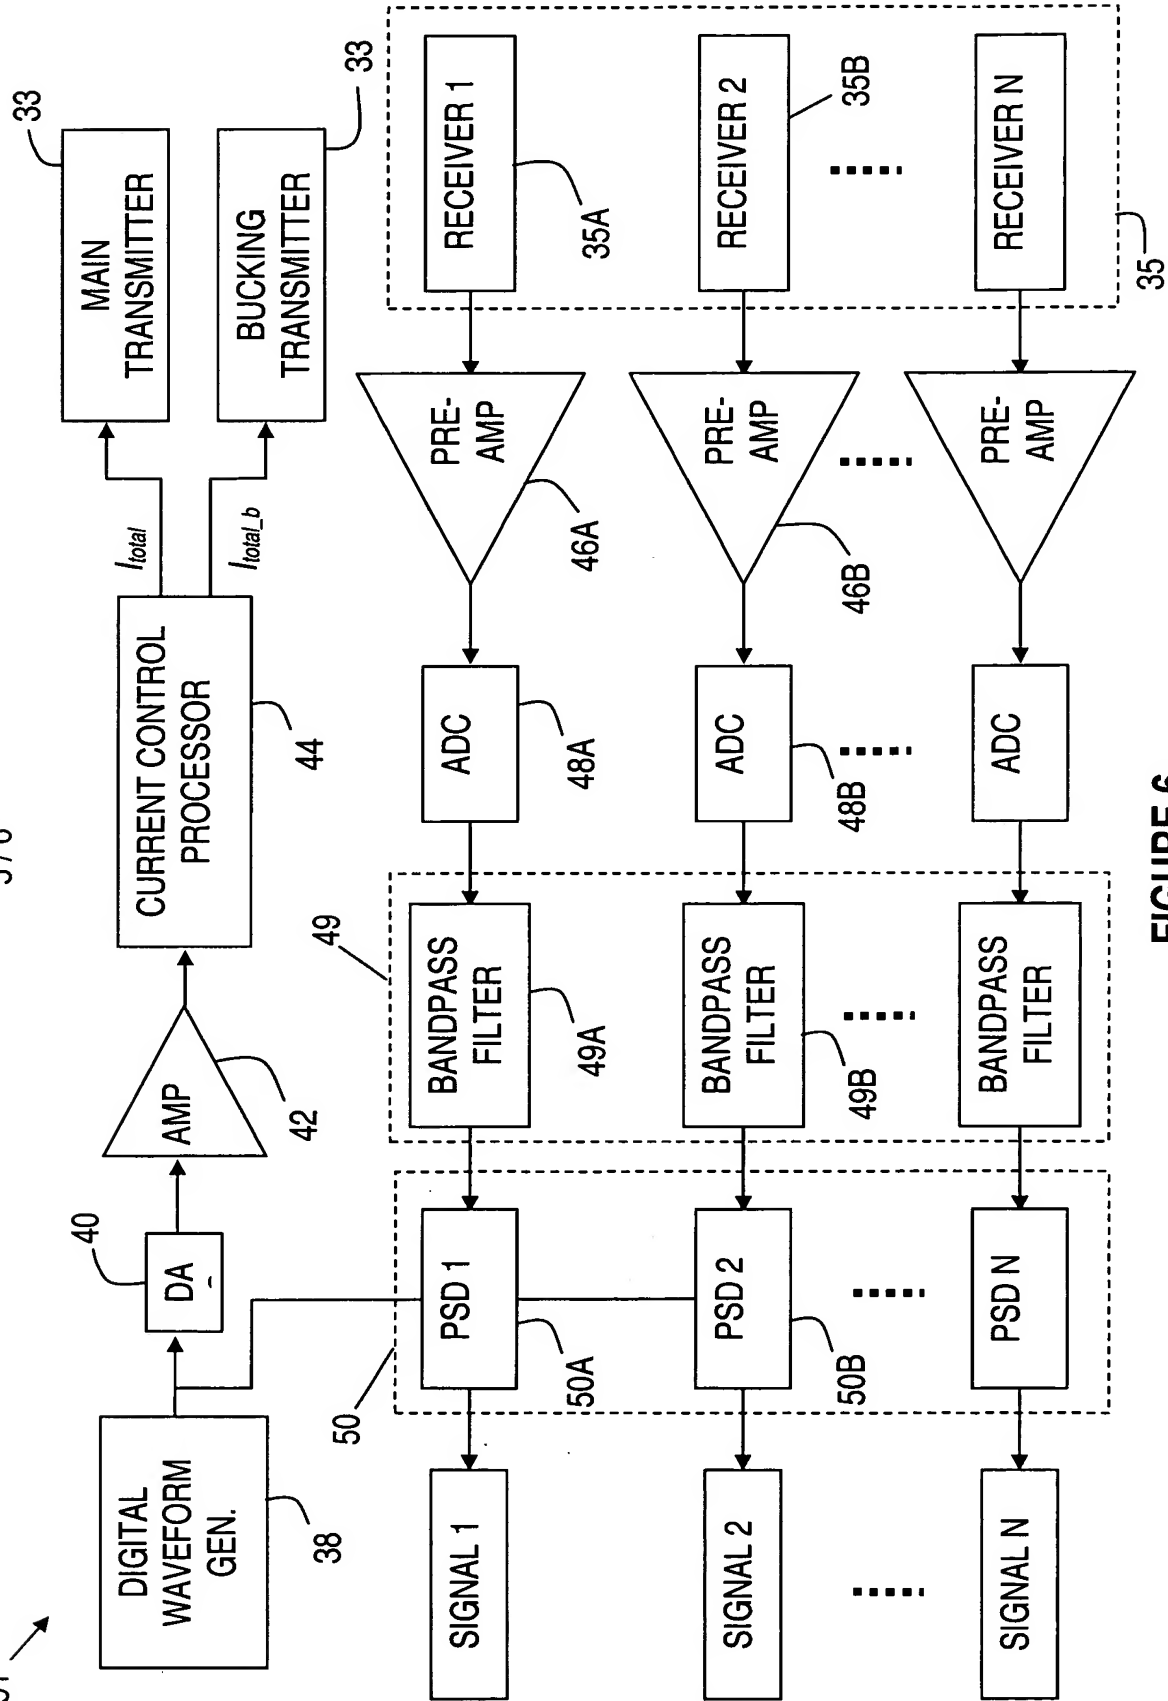 5 / 6
DIGITAL
WAVEFORM
GEN.
38
40
DA
AMP
42
CURRENT CONTROL
PROCESSOR
44
Itotal
Itotal_b
MAIN
TRANSMITTER
33
BUCKING
TRANSMITTER
33
SIGNAL 1
50
PSD 1
50A
49
BANDPASS
FILTER
49A
ADC
48A
PRE-
AMP
46A
RECEIVER 1
35A
SIGNAL 2
PSD 2
50B
BANDPASS
FILTER
49B
ADC
48B
PRE-
AMP
46B
RECEIVER 2
35B
SIGNAL N
PSD N
BANDPASS
FILTER
ADC
PRE-
AMP
RECEIVER N
35
FIGURE 6